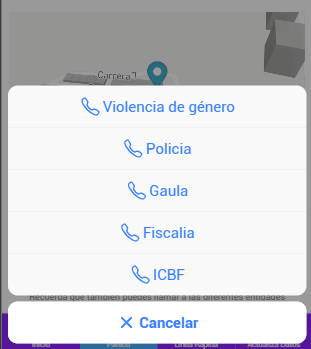 Carrera 7
Violencia de género
Policia
Gaula
Fiscalia
ICBF
Recuerda que también puedes llamar a las diferentes entidades
Cancelar
Inicio Pánico Línea Rápida Actualiza Datos